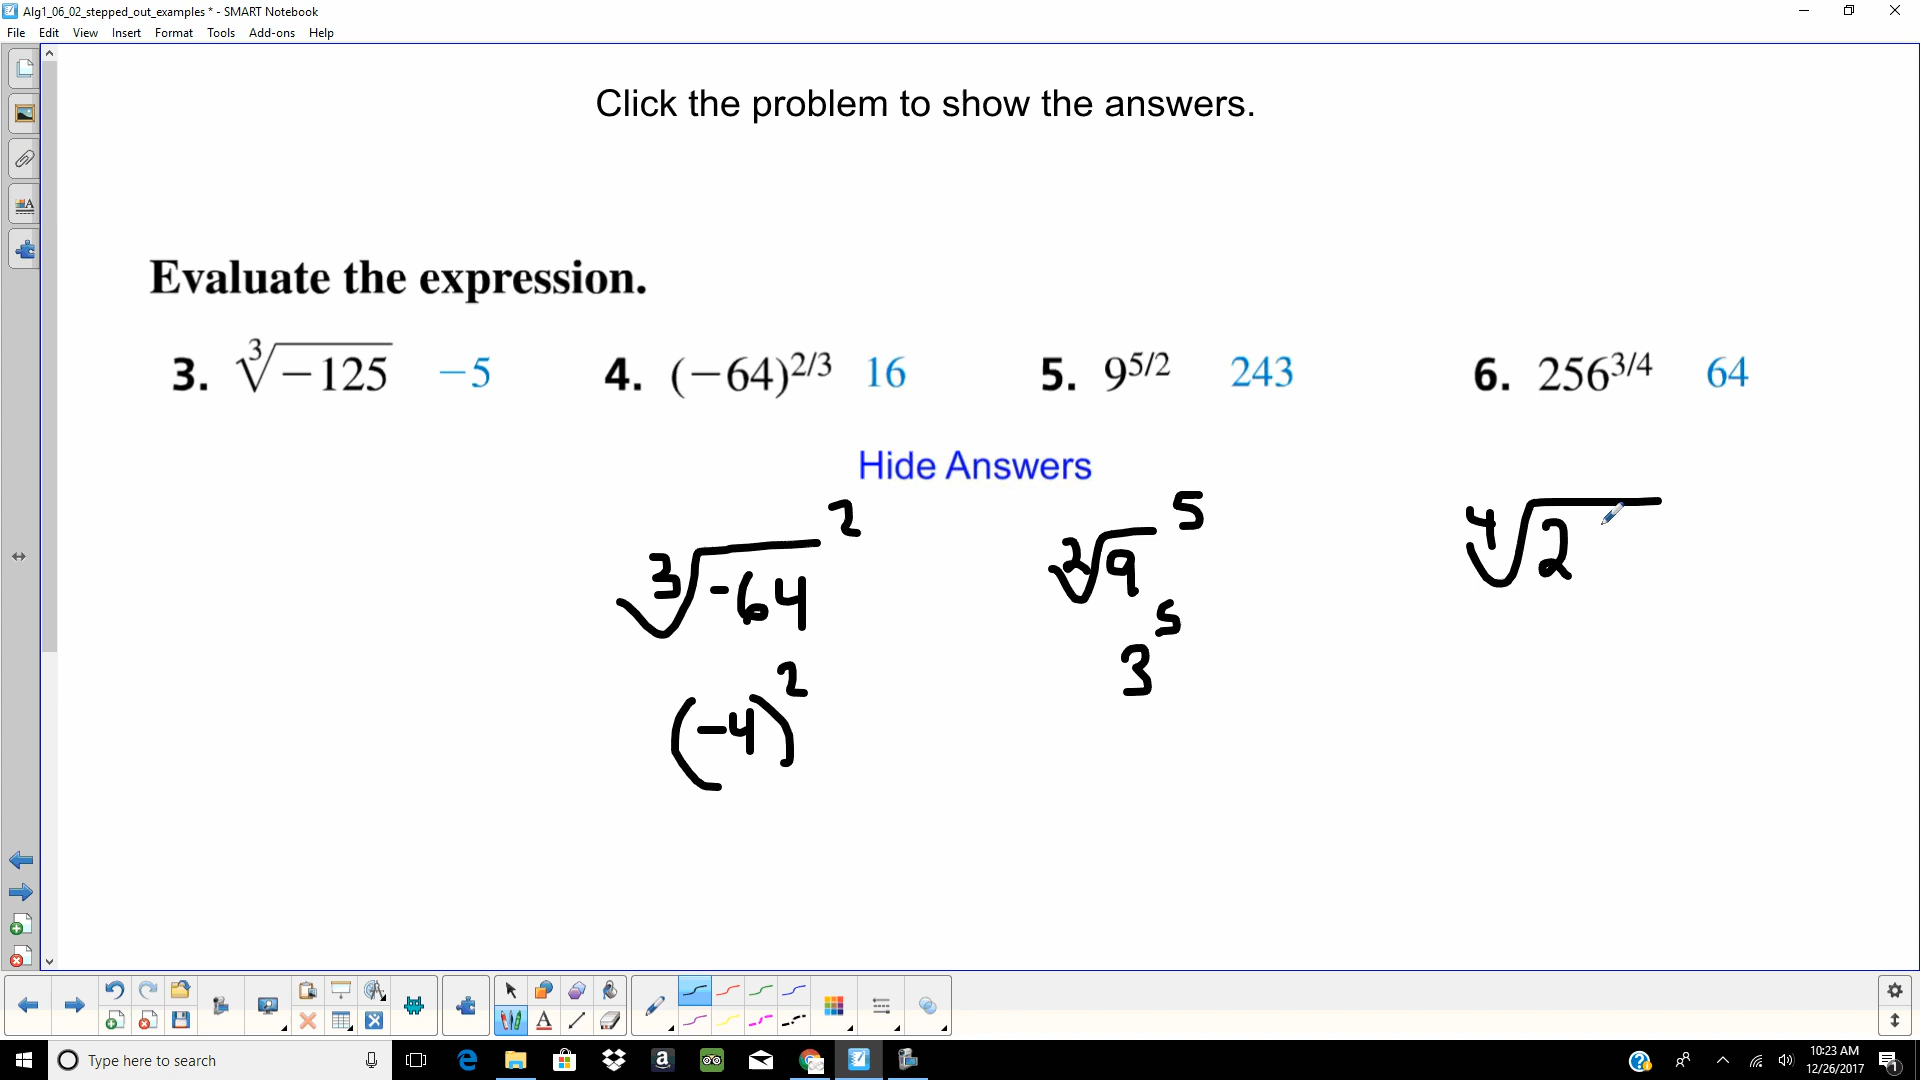 Alg1_06_02_stepped_out_examples * - SMART Notebook
File Edit View Insert Format Tools Add-ons Help
Click the problem to show the answers.
Evaluate the expression.
3. ∛−125 −5 4. (−64)^2/3 16 5. 9^5/2 243 6. 256^3/4 64
Hide Answers
∛-64 ² ²√9 ⁵ ∜2
(-4)² 3⁵
Type here to search
10:23 AM
12/26/2017